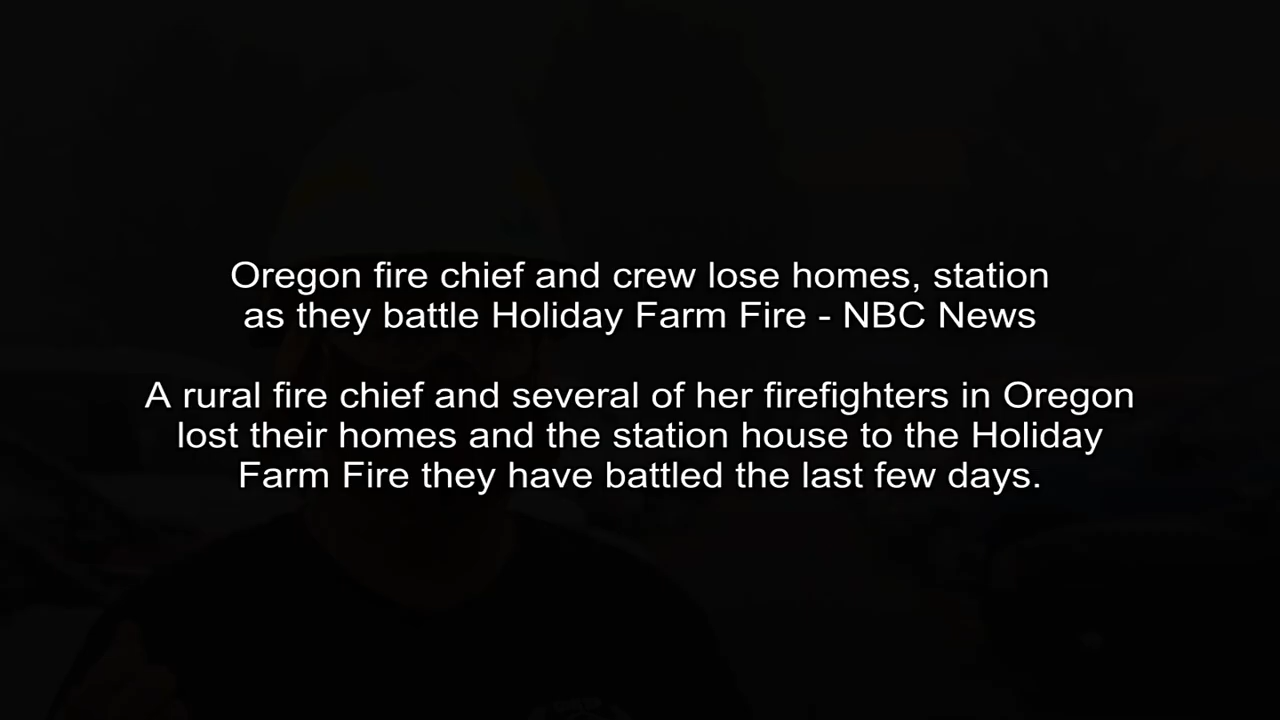 Oregon fire chief and crew lose homes, station
as they battle Holiday Farm Fire - NBC News
A rural fire chief and several of her firefighters in Oregon
lost their homes and the station house to the Holiday
Farm Fire they have battled the last few days.